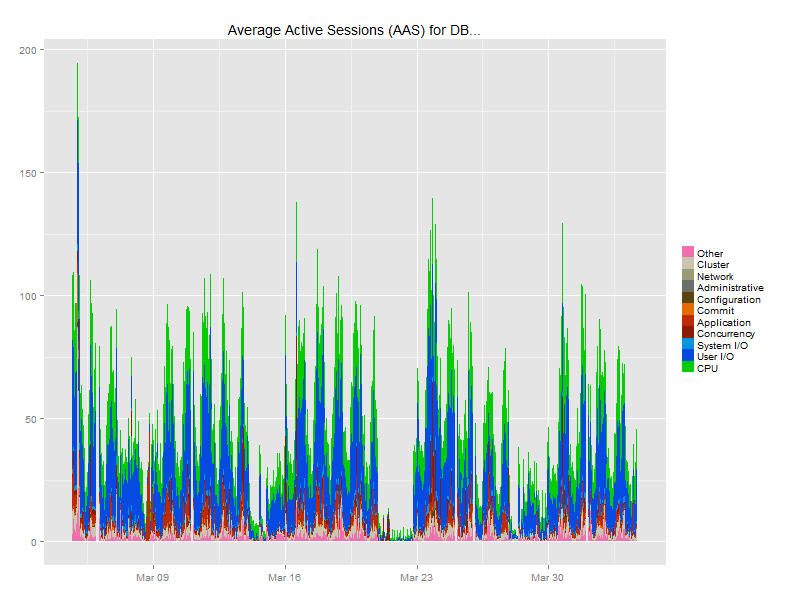 Average Active Sessions (AAS) for DB...
200
150
100
50
0
Mar 09
Mar 16
Mar 23
Mar 30
Other
Cluster
Network
Administrative
Configuration
Commit
Application
Concurrency
System I/O
User I/O
CPU